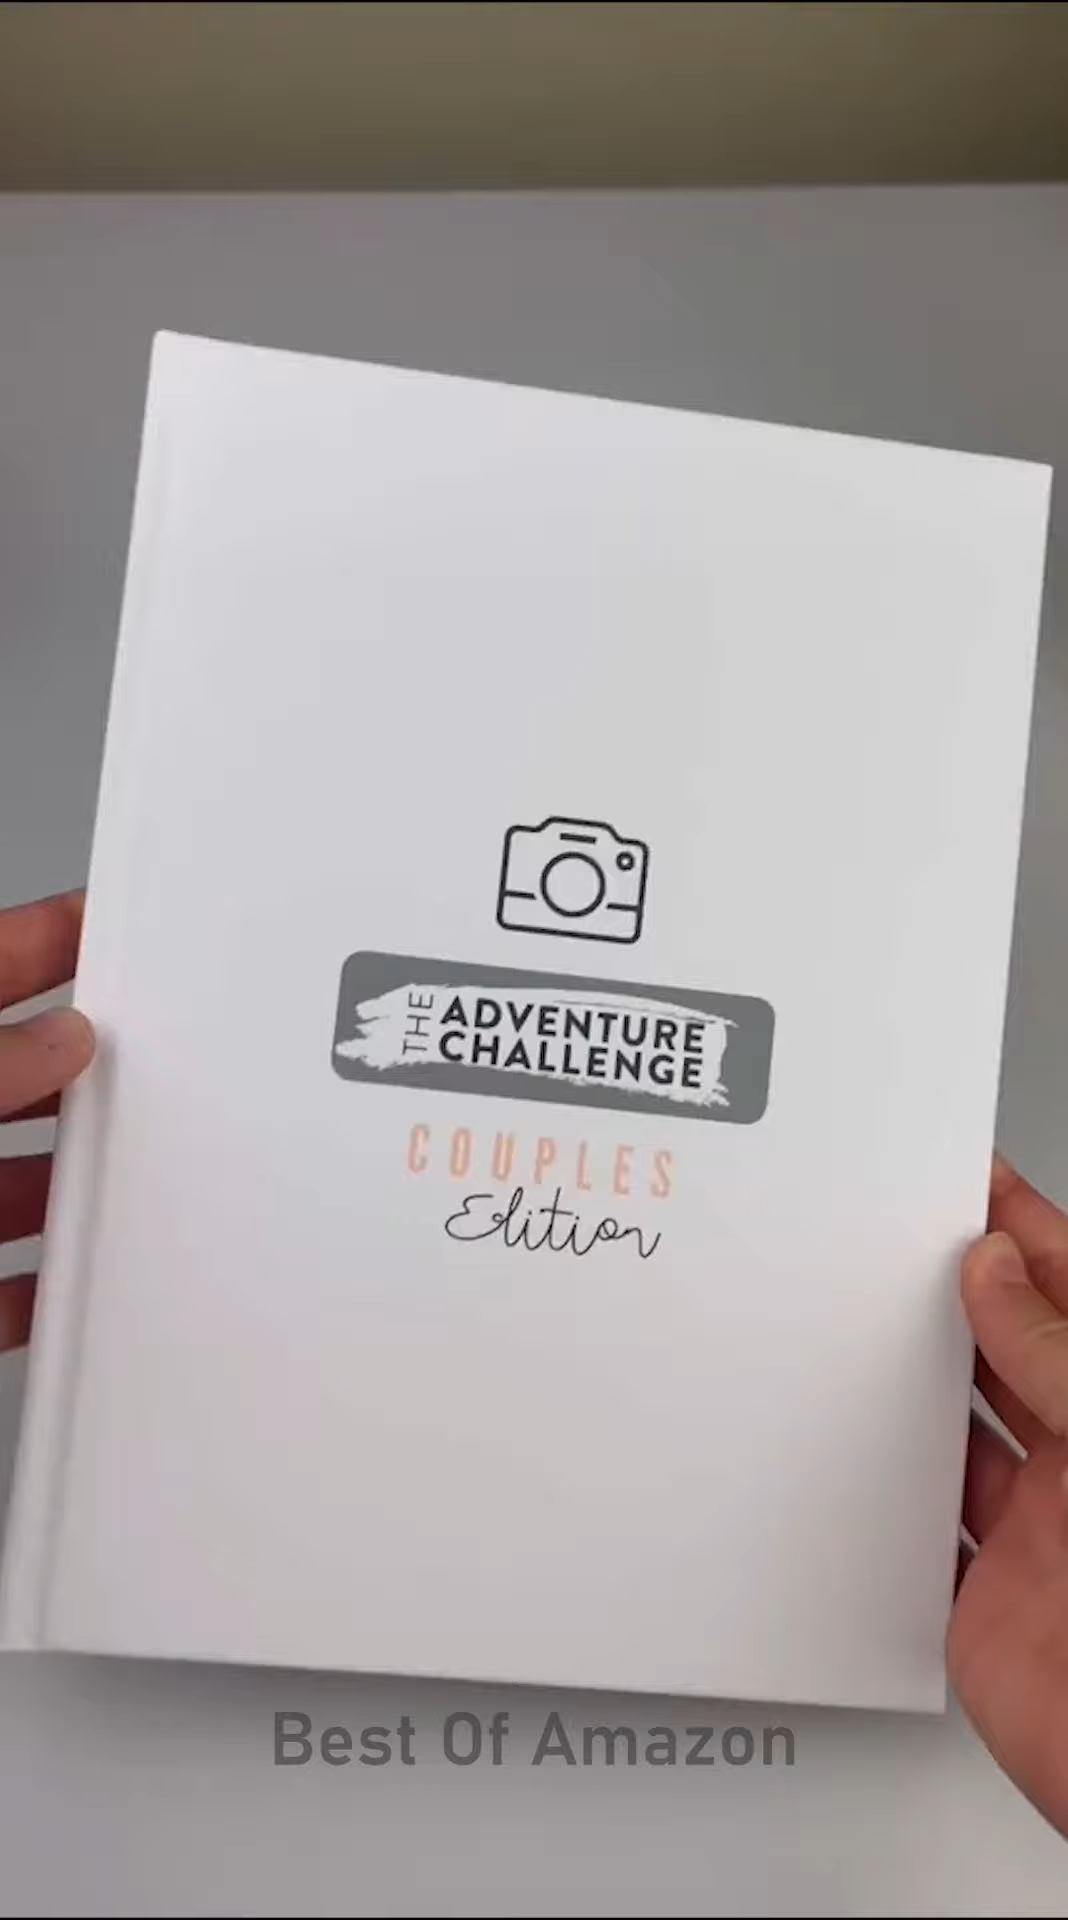 THE
ADVENTURE
CHALLENGE
COUPLES
Edition
Best Of Amazon